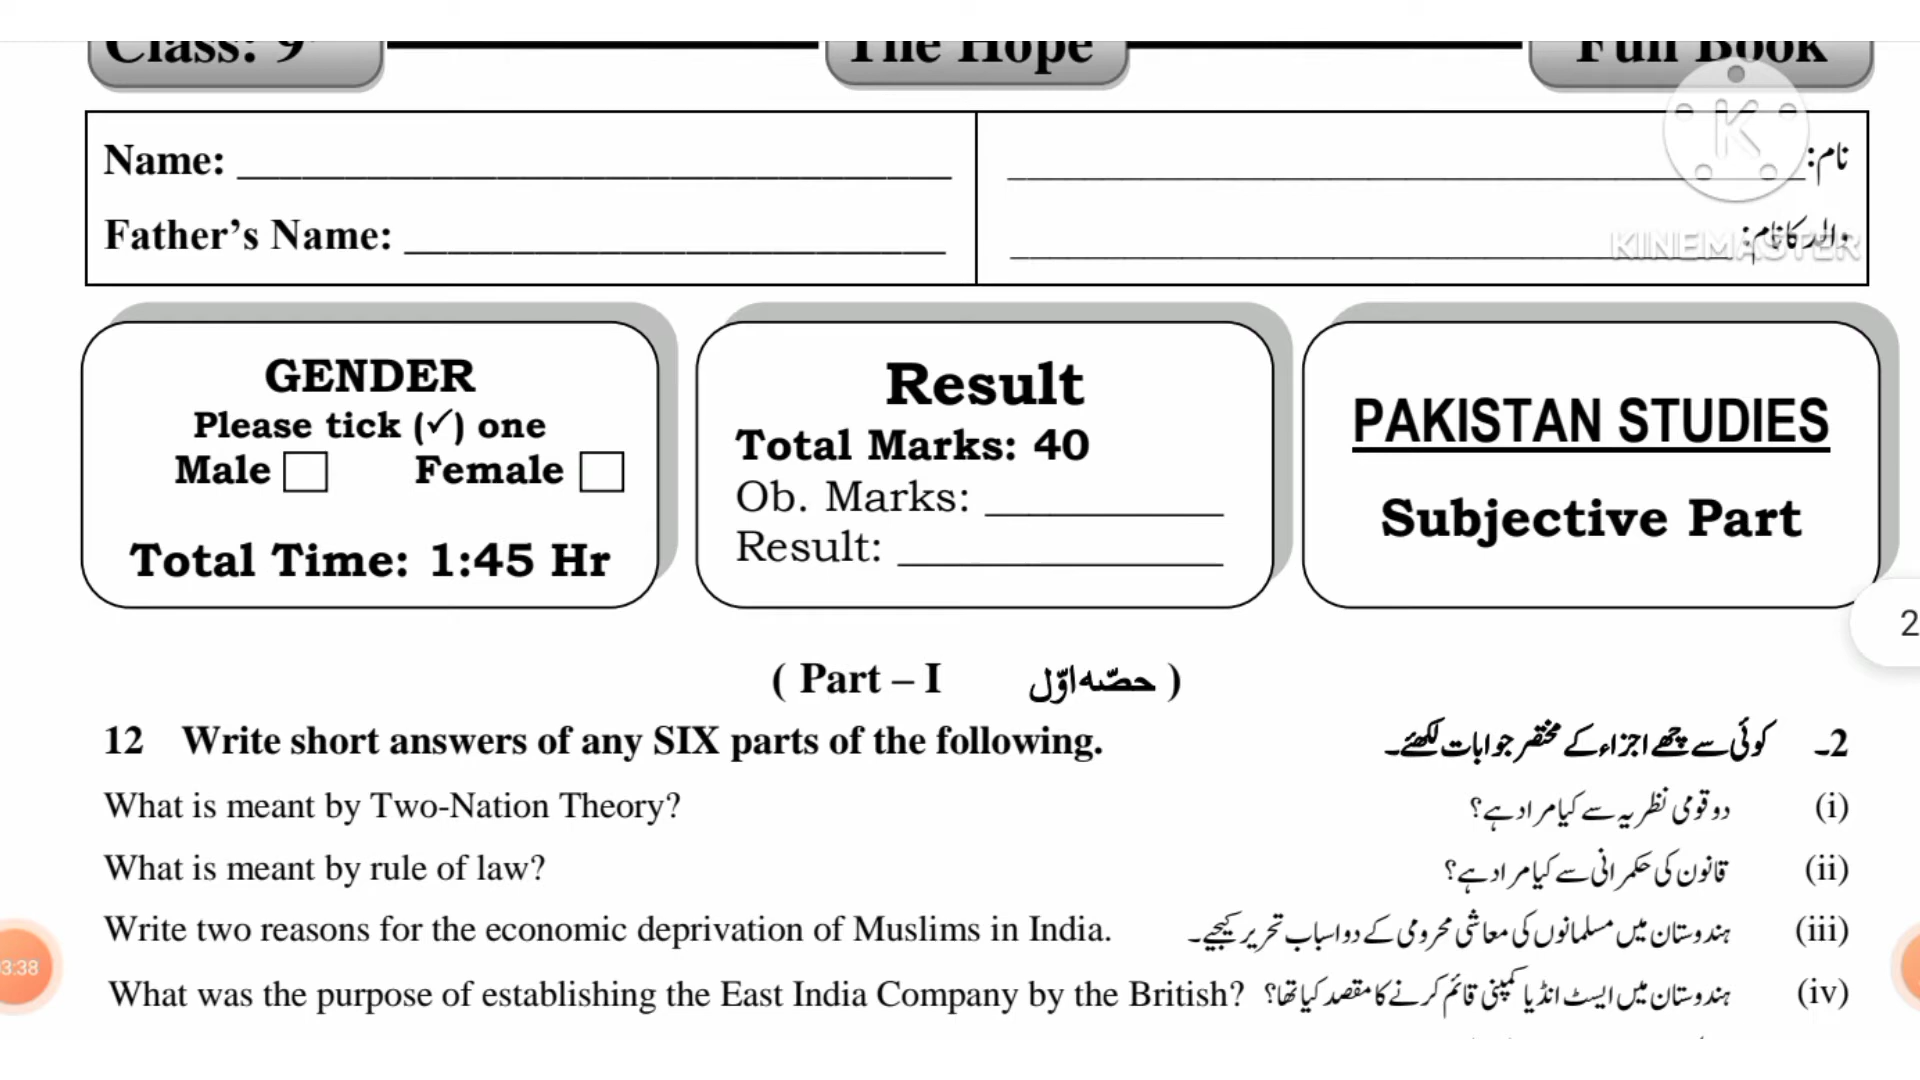 Class: 9
The Hope
Full Book
Name: نام:
Father's Name: والد کا نام:
KINEMASTER
GENDER
Please tick (✓) one
Male Female
Total Time: 1:45 Hr
Result
Total Marks: 40
Ob. Marks:
Result:
PAKISTAN STUDIES
Subjective Part
2
( Part – I حصّہ اوّل )
12 Write short answers of any SIX parts of the following. 2۔ کوئی سے چھے اجزاء کے مختصر جوابات لکھئے۔
What is meant by Two-Nation Theory? (i) دو قومی نظریہ سے کیا مراد ہے؟
What is meant by rule of law? (ii) قانون کی حکمرانی سے کیا مراد ہے؟
Write two reasons for the economic deprivation of Muslims in India. (iii) ہندوستان میں مسلمانوں کی معاشی محرومی کے دو اسباب تحریر کیجیے۔
What was the purpose of establishing the East India Company by the British? (iv) ہندوستان میں ایسٹ انڈیا کمپنی قائم کرنے کا مقصد کیا تھا؟
3:38